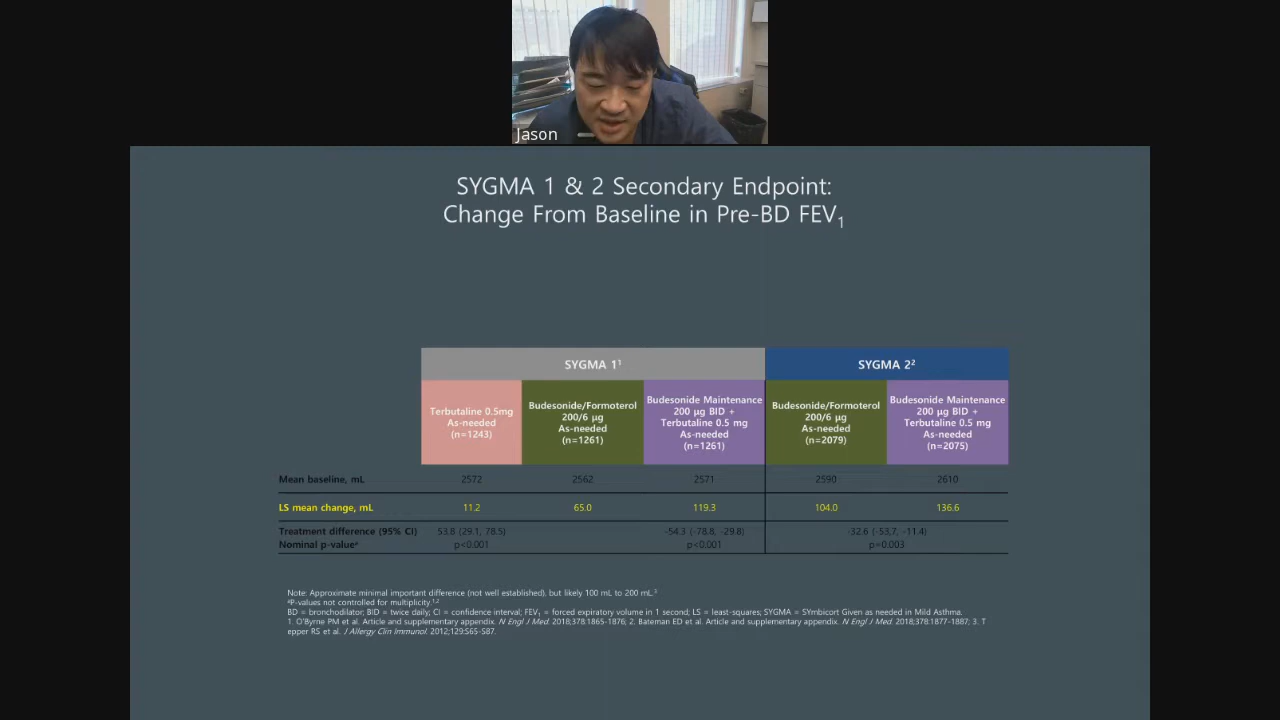 Jason
SYGMA 1 & 2 Secondary Endpoint:
Change From Baseline in Pre-BD FEV₁
SYGMA 1¹
SYGMA 2²
Terbutaline 0.5mg
As-needed
(n=1243)
Budesonide/Formoterol
200/6 µg
As-needed
(n=1261)
Budesonide Maintenance
200 µg BID +
Terbutaline 0.5 mg
As-needed
(n=1261)
Budesonide/Formoterol
200/6 µg
As-needed
(n=2079)
Budesonide Maintenance
200 µg BID +
Terbutaline 0.5 mg
As-needed
(n=2075)
Mean baseline, mL 2572 2562 2571 2590 2610
LS mean change, mL 11.2 65.0 119.3 104.0 136.6
Treatment difference (95% CI) 53.8 (29.1, 78.5) -54.3 (-78.8, -29.8) -32.6 (-53.7, -11.4)
Nominal p-valueᵃ p<0.001 p<0.001 p=0.003
Note: Approximate minimal important difference (not well established), but likely 100 mL to 200 mL.³
ᵃP-values not controlled for multiplicity.¹,²
BD = bronchodilator; BID = twice daily; CI = confidence interval; FEV₁ = forced expiratory volume in 1 second; LS = least-squares; SYGMA = SYmbicort Given as needed in Mild Asthma.
1. O'Byrne PM et al. Article and supplementary appendix. N Engl J Med. 2018;378:1865-1876; 2. Bateman ED et al. Article and supplementary appendix. N Engl J Med. 2018;378:1877-1887; 3. T
epper RS et al. J Allergy Clin Immunol. 2012;129:S65-S87.